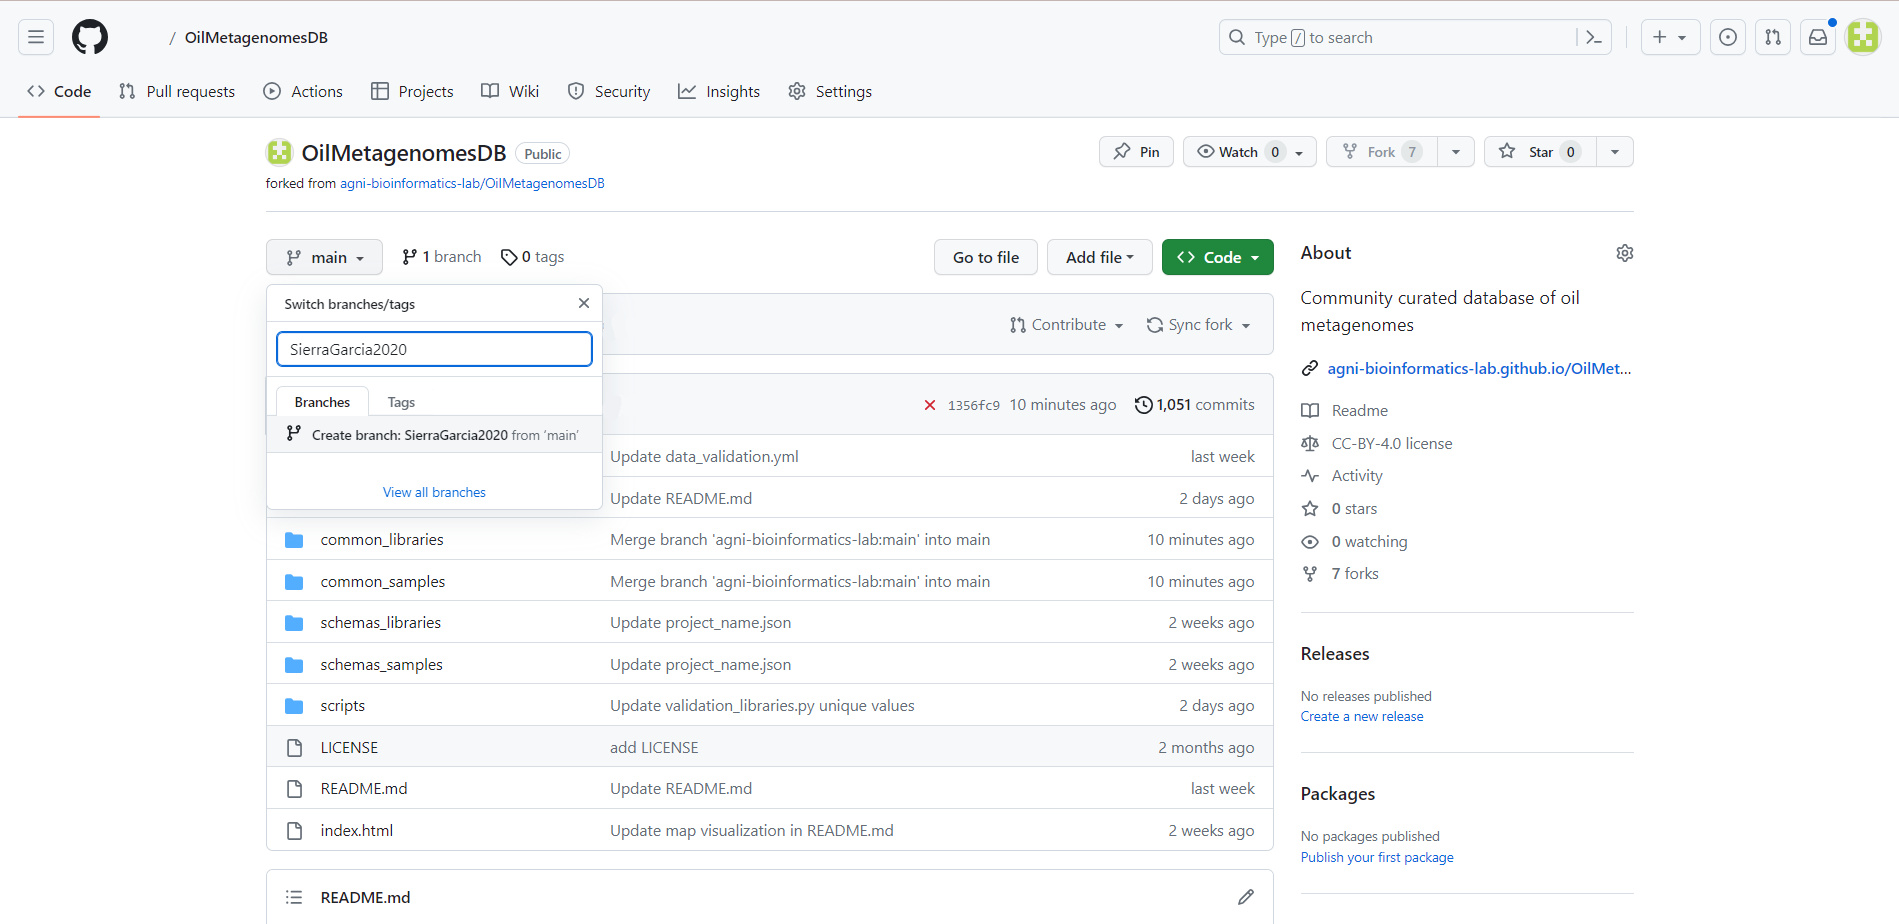 / OilMetagenomesDB
Type / to search
Code
Pull requests
Actions
Projects
Wiki
Security
Insights
Settings
OilMetagenomesDB Public
Pin
Watch 0
Fork 7
Star 0
forked from agni-bioinformatics-lab/OilMetagenomesDB
main
1 branch
0 tags
Go to file
Add file
Code
Switch branches/tags
SierraGarcia2020
Branches
Tags
Create branch: SierraGarcia2020 from ‘main’
View all branches
Contribute
Sync fork
1356fc9 10 minutes ago
1,051 commits
Update data_validation.yml last week
Update README.md 2 days ago
common_libraries Merge branch 'agni-bioinformatics-lab:main' into main 10 minutes ago
common_samples Merge branch 'agni-bioinformatics-lab:main' into main 10 minutes ago
schemas_libraries Update project_name.json 2 weeks ago
schemas_samples Update project_name.json 2 weeks ago
scripts Update validation_libraries.py unique values 2 days ago
LICENSE add LICENSE 2 months ago
README.md Update README.md last week
index.html Update map visualization in README.md 2 weeks ago
README.md
About
Community curated database of oil
metagenomes
agni-bioinformatics-lab.github.io/OilMet...
Readme
CC-BY-4.0 license
Activity
0 stars
0 watching
7 forks
Releases
No releases published
Create a new release
Packages
No packages published
Publish your first package